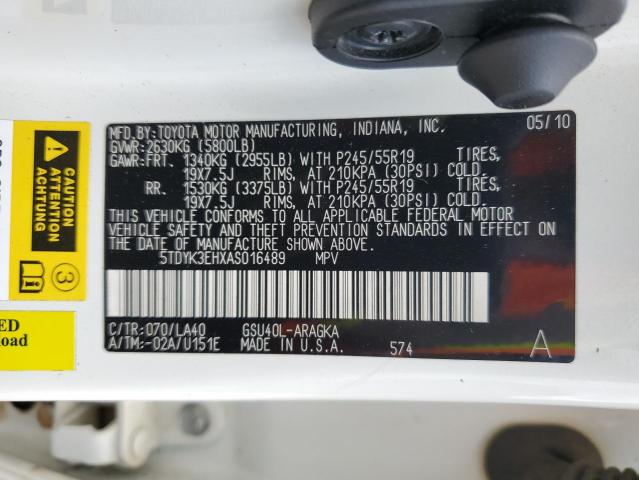 MFD.BY:TOYOTA MOTOR MANUFACTURING, INDIANA, INC. 05/10
GVWR:2630KG (5800LB)
GAWR:FRT. 1340KG (2955LB) WITH P245/55R19 TIRES,
19X7.5J RIMS, AT 210KPA (30PSI) COLD.
RR. 1530KG (3375LB) WITH P245/55R19 TIRES,
19X7.5J RIMS, AT 210KPA (30PSI) COLD.
THIS VEHICLE CONFORMS TO ALL APPLICABLE FEDERAL MOTOR
VEHICLE SAFETY AND THEFT PREVENTION STANDARDS IN EFFECT ON
THE DATE OF MANUFACTURE SHOWN ABOVE.
5TDYK3EHXAS016489 MPV
C/TR:070/LA40 GSU40L-ARAGKA
A/TM:-02A/U151E MADE IN U.S.A. 574 A
CAUTION
ATTENTION
ACHTUNG
3